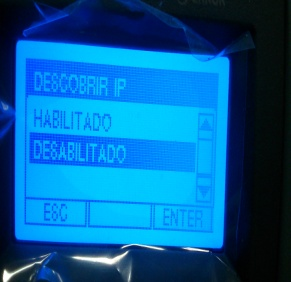 DESCOBRIR IP
HABILITADO
DESABILITADO
ESC ENTER